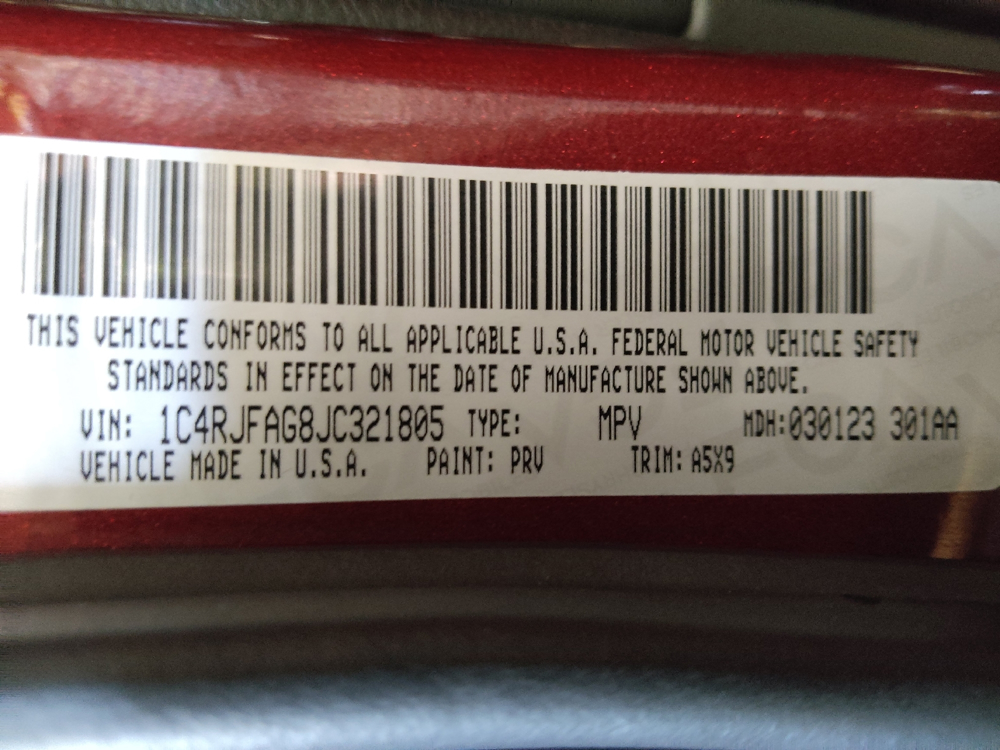 THIS VEHICLE CONFORMS TO ALL APPLICABLE U.S.A. FEDERAL MOTOR VEHICLE SAFETY
STANDARDS IN EFFECT ON THE DATE OF MANUFACTURE SHOWN ABOVE.
VIN: 1C4RJFAG8JC321805 TYPE: MPV MDH:030123 301AA
VEHICLE MADE IN U.S.A. PAINT: PRV TRIM: A5X9